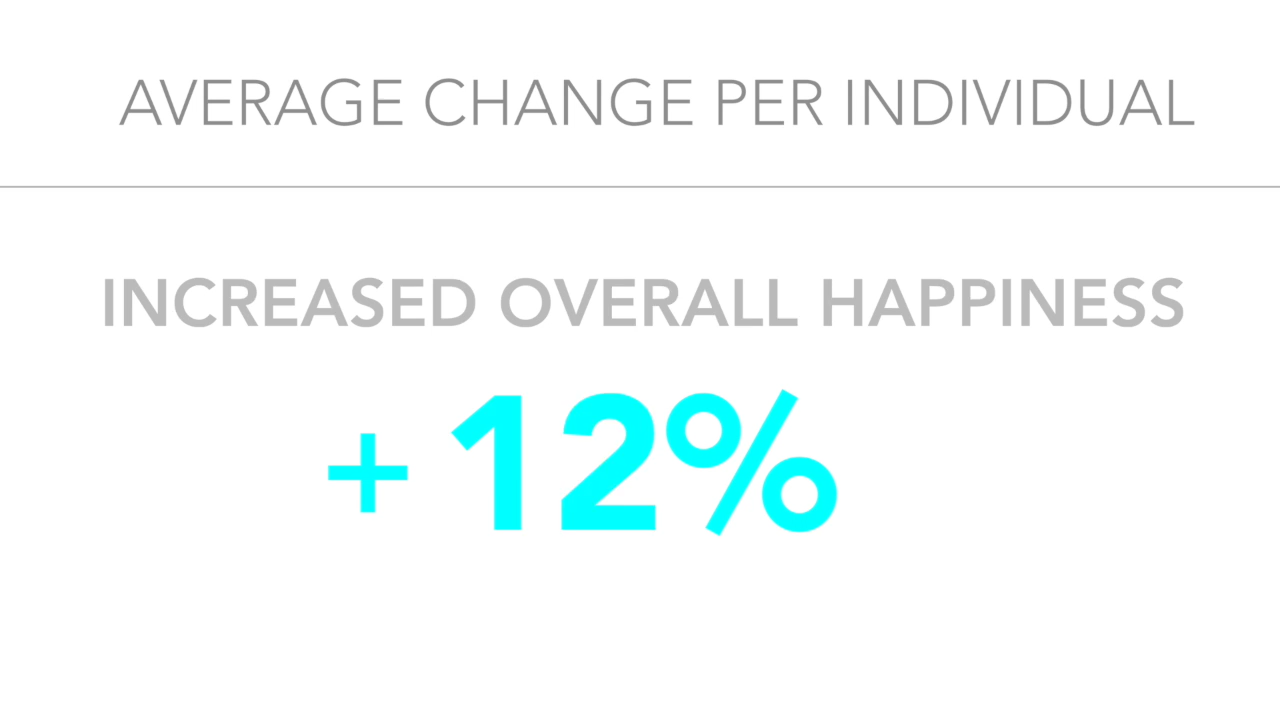 AVERAGE CHANGE PER INDIVIDUAL
INCREASED OVERALL HAPPINESS
+ 12%